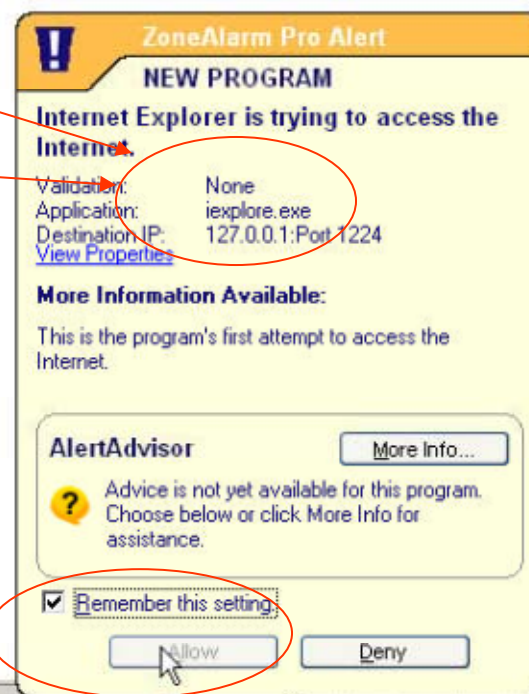 ZoneAlarm Pro Alert
NEW PROGRAM
Internet Explorer is trying to access the
Internet.
Validation: None
Application: iexplore.exe
Destination IP: 127.0.0.1:Port 1224
View Properties
More Information Available:
This is the program's first attempt to access the
Internet.
AlertAdvisor
More Info...
?
Advice is not yet available for this program.
Choose below or click More Info for
assistance.
Remember this setting.
Allow Deny